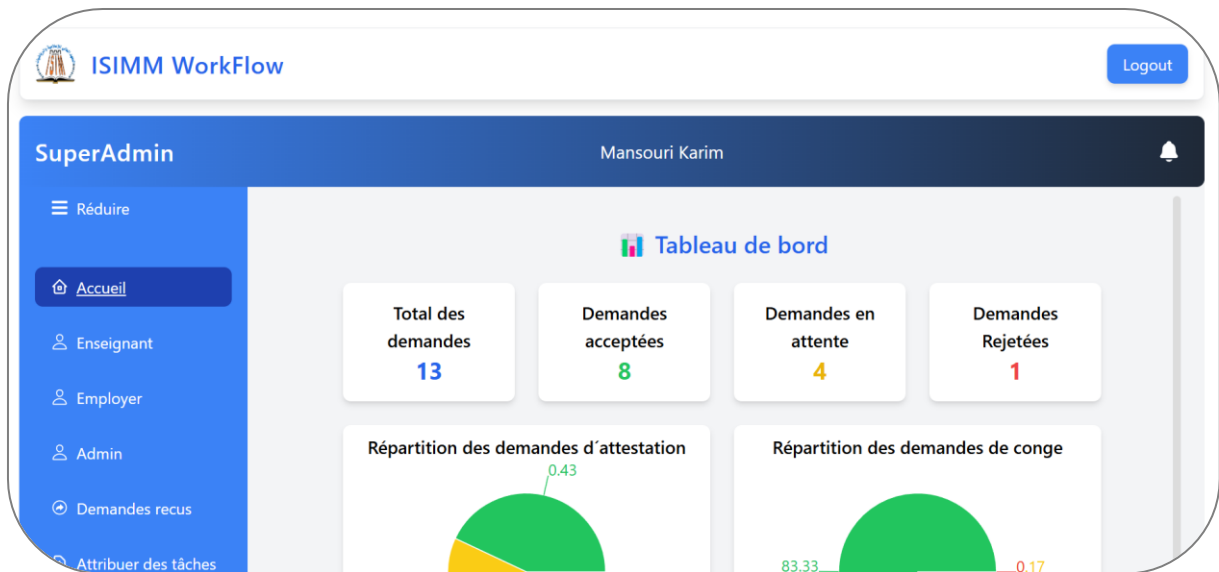 ISIMM WorkFlow
Logout
SuperAdmin
Mansouri Karim
Réduire
Accueil
Enseignant
Employer
Admin
Demandes recus
Attribuer des tâches
Tableau de bord
Total des
demandes
13
Demandes
acceptées
8
Demandes en
attente
4
Demandes
Rejetées
1
Répartition des demandes d´attestation
0.43
Répartition des demandes de conge
83.33
0.17